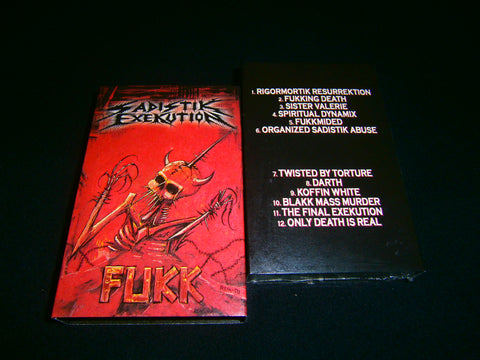 SADISTIK
EXEKUTION
FUKK
1. RIGORMORTIK RESURREKTION
2. FUKKING DEATH
3. SISTER VALERIE
4. SPIRITUAL DYNAMIX
5. FUKKMIDED
6. ORGANIZED SADISTIK ABUSE
7. TWISTED BY TORTURE
8. DARTH
9. KOFFIN WHITE
10. BLAKK MASS MURDER
11. THE FINAL EXEKUTION
12. ONLY DEATH IS REAL